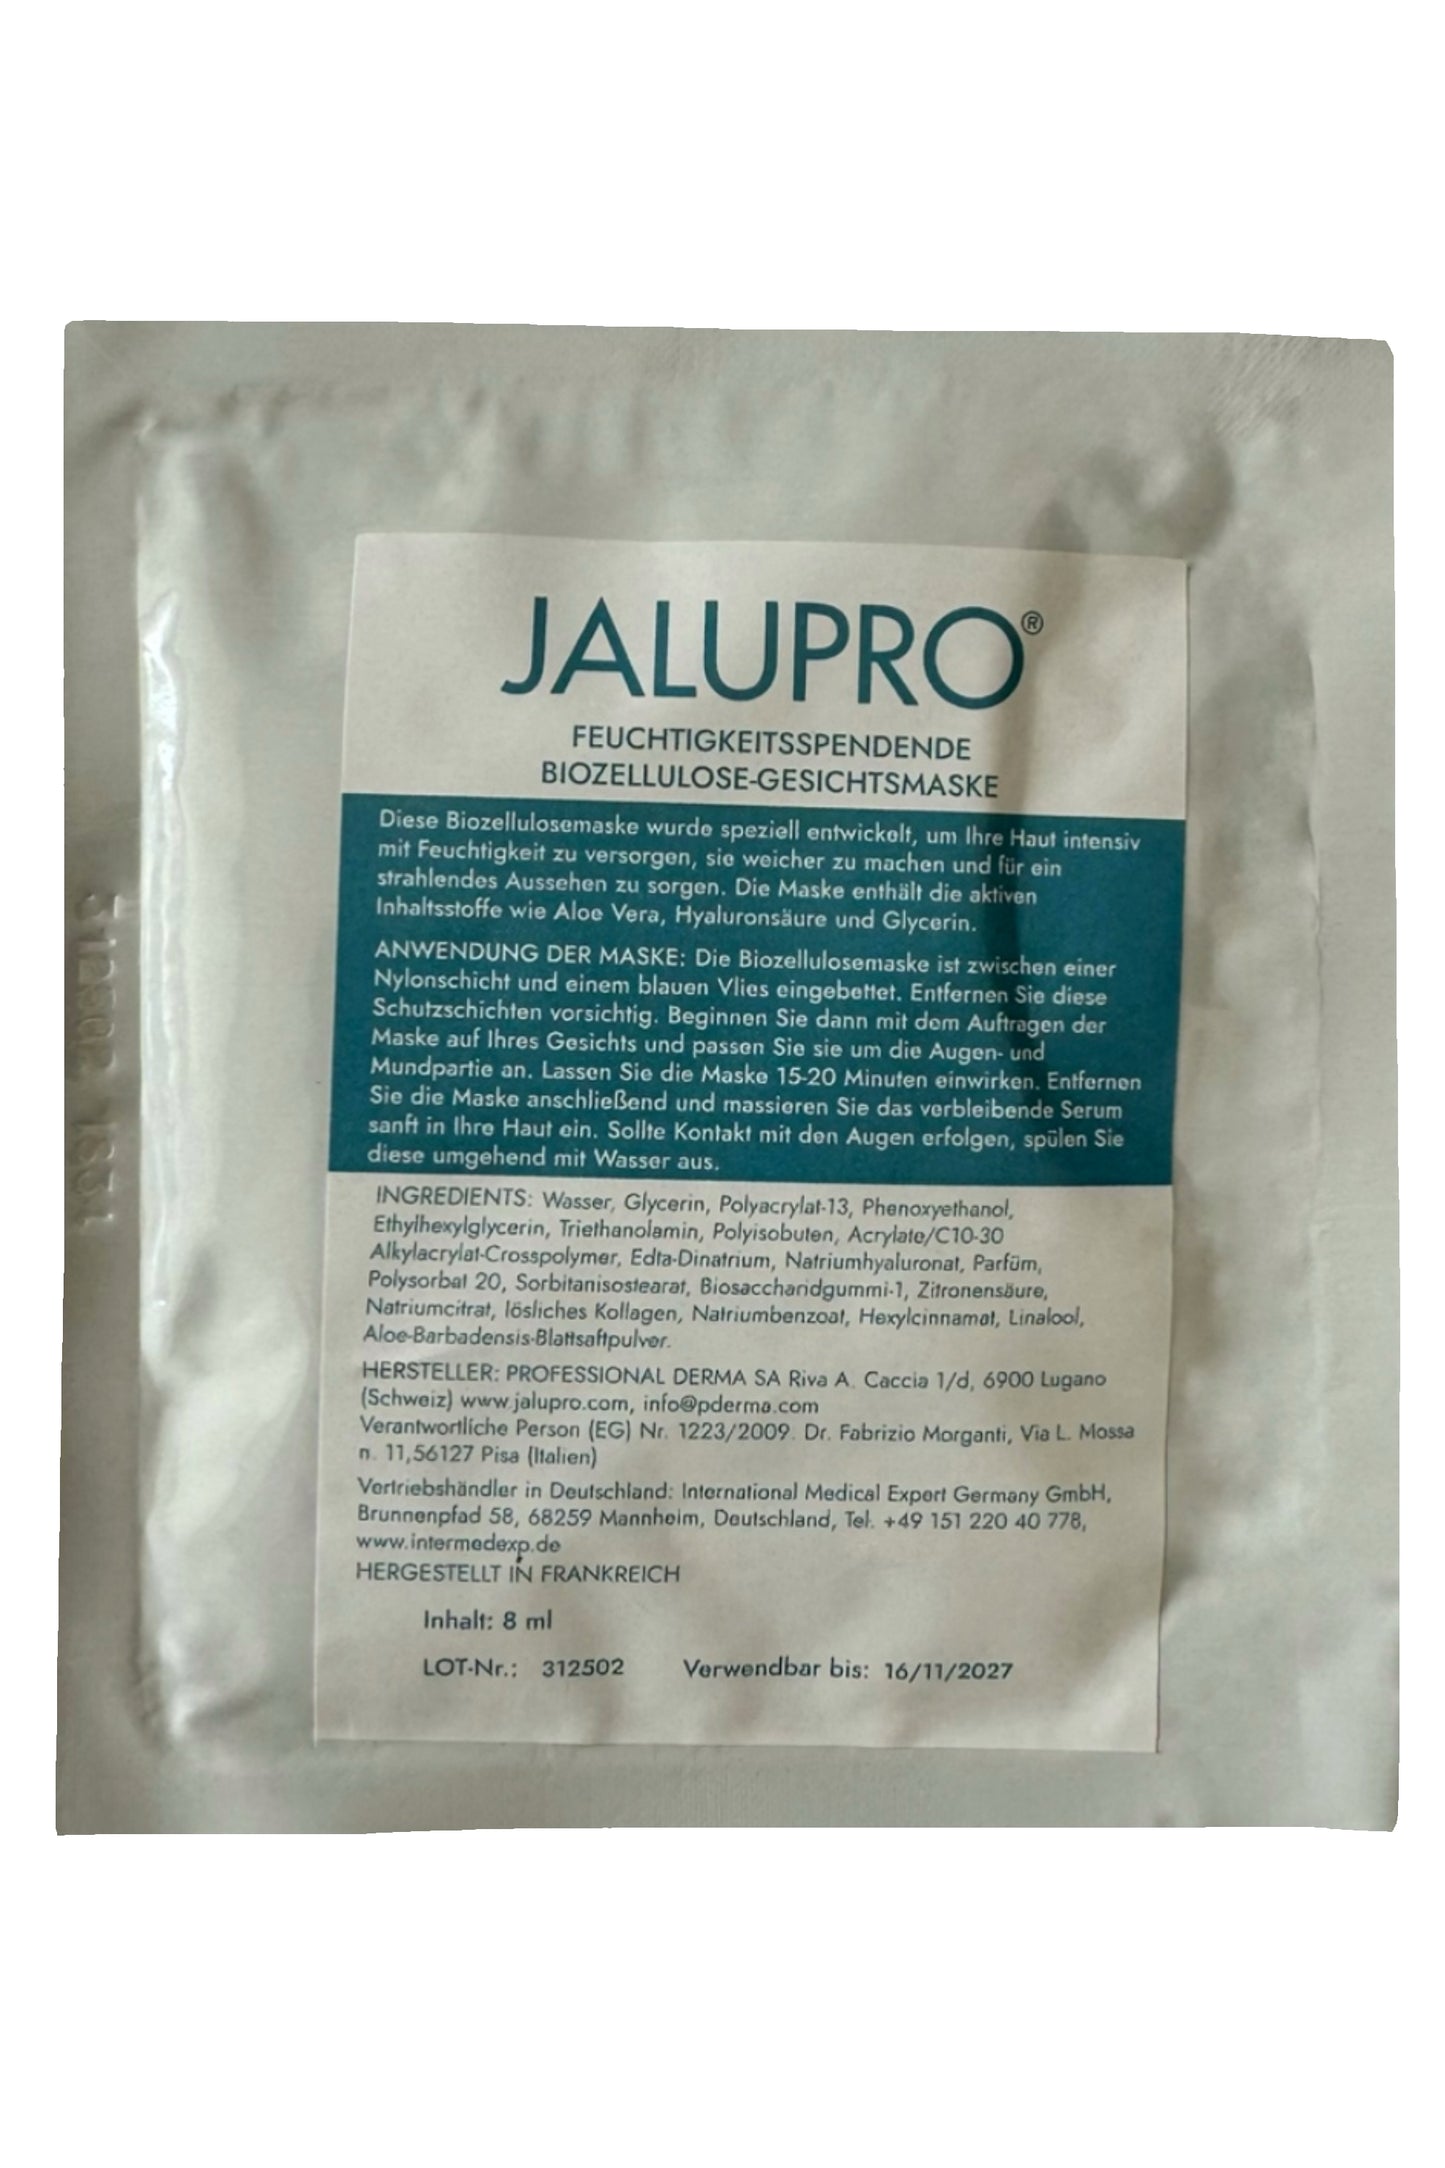 JALUPRO®
FEUCHTIGKEITSSPENDENDE
BIOZELLULOSE-GESICHTSMASKE
Diese Biozellulosemaske wurde speziell entwickelt, um Ihre Haut intensiv
mit Feuchtigkeit zu versorgen, sie weicher zu machen und für ein
strahlendes Aussehen zu sorgen. Die Maske enthält die aktiven
Inhaltsstoffe wie Aloe Vera, Hyaluronsäure und Glycerin.
ANWENDUNG DER MASKE: Die Biozellulosemaske ist zwischen einer
Nylonschicht und einem blauen Vlies eingebettet. Entfernen Sie diese
Schutzschichten vorsichtig. Beginnen Sie dann mit dem Auftragen der
Maske auf Ihres Gesichts und passen Sie sie um die Augen- und
Mundpartie an. Lassen Sie die Maske 15-20 Minuten einwirken. Entfernen
Sie die Maske anschließend und massieren Sie das verbleibende Serum
sanft in Ihre Haut ein. Sollte Kontakt mit den Augen erfolgen, spülen Sie
diese umgehend mit Wasser aus.
INGREDIENTS: Wasser, Glycerin, Polyacrylat-13, Phenoxyethanol,
Ethylhexylglycerin, Triethanolamin, Polyisobuten, Acrylate/C10-30
Alkylacrylat-Crosspolymer, Edta-Dinatrium, Natriumhyaluronat, Parfüm,
Polysorbat 20, Sorbitanisostearat, Biosaccharidgummi-1, Zitronensäure,
Natriumcitrat, lösliches Kollagen, Natriumbenzoat, Hexylcinnamat, Linalool,
Aloe-Barbadensis-Blattsaftpulver.
HERSTELLER: PROFESSIONAL DERMA SA Riva A. Caccia 1/d, 6900 Lugano
(Schweiz) www.jalupro.com, info@pderma.com
Verantwortliche Person (EG) Nr. 1223/2009. Dr. Fabrizio Morganti, Via L. Mossa
n. 11,56127 Pisa (Italien)
Vertriebshändler in Deutschland: International Medical Export Germany GmbH,
Brunnenpfad 58, 68259 Mannheim, Deutschland, Tel. +49 151 220 40 778,
www.intermedexp.de
HERGESTELLT IN FRANKREICH
Inhalt: 8 ml
LOT-Nr.: 312502 Verwendbar bis: 16/11/2027